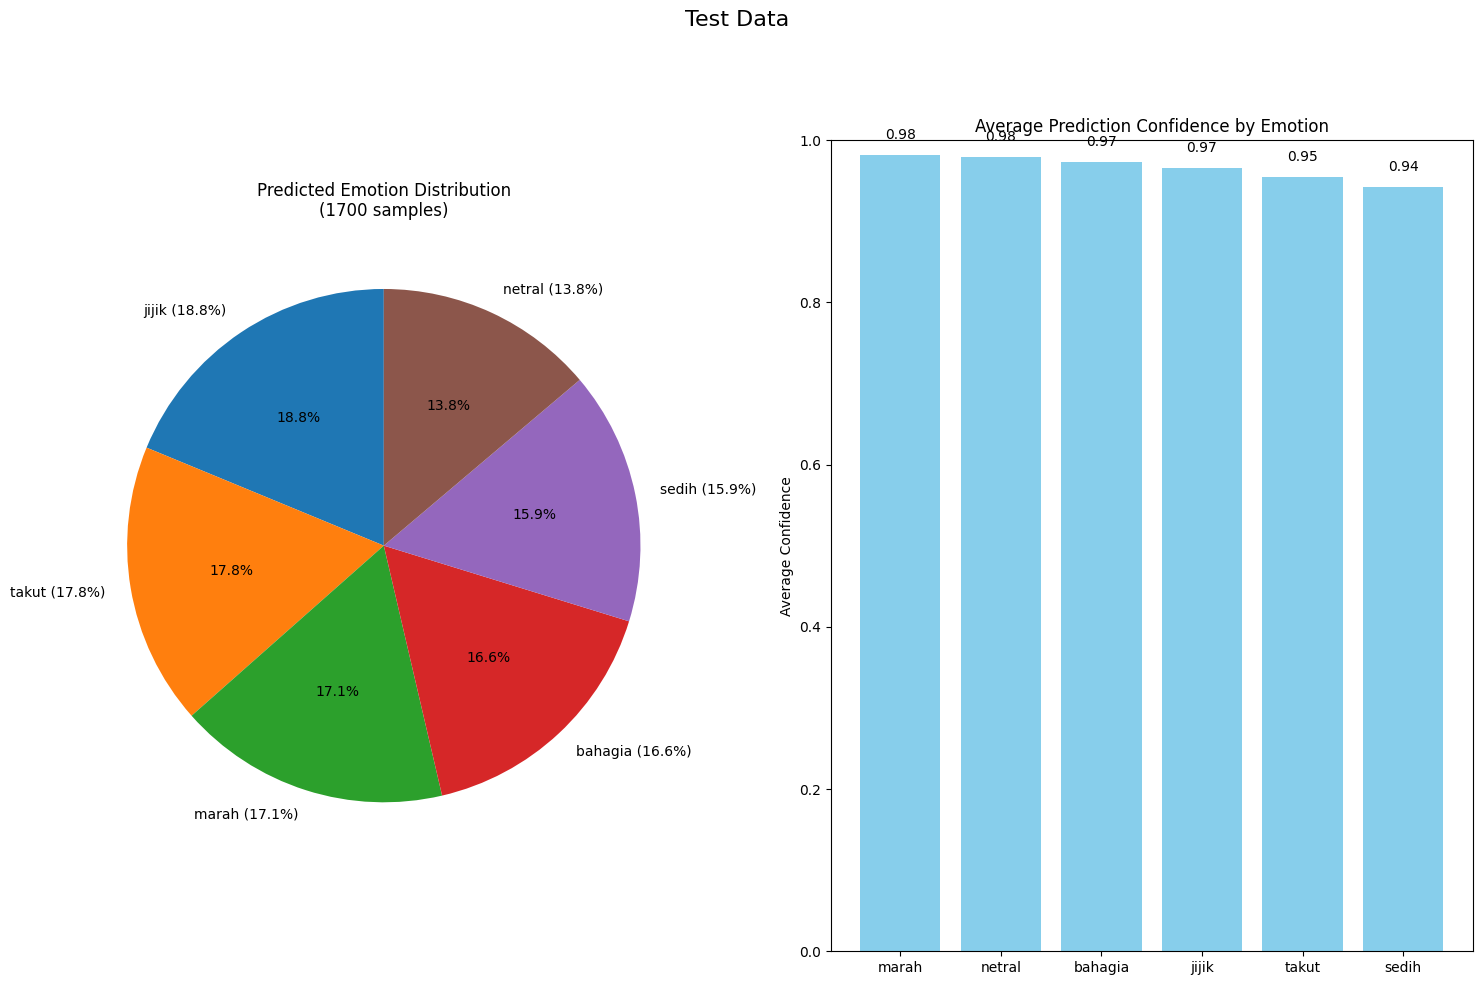 Test Data
Predicted Emotion Distribution
(1700 samples)
netral (13.8%)
jijik (18.8%)
13.8%
18.8%
sedih (15.9%)
15.9%
17.8%
takut (17.8%)
16.6%
17.1%
bahagia (16.6%)
marah (17.1%)
Average Prediction Confidence by Emotion
0.98
0.98
0.97
0.97
0.95
0.94
1.0
0.8
0.6
0.4
0.2
0.0
Average Confidence
marah
netral
bahagia
jijik
takut
sedih